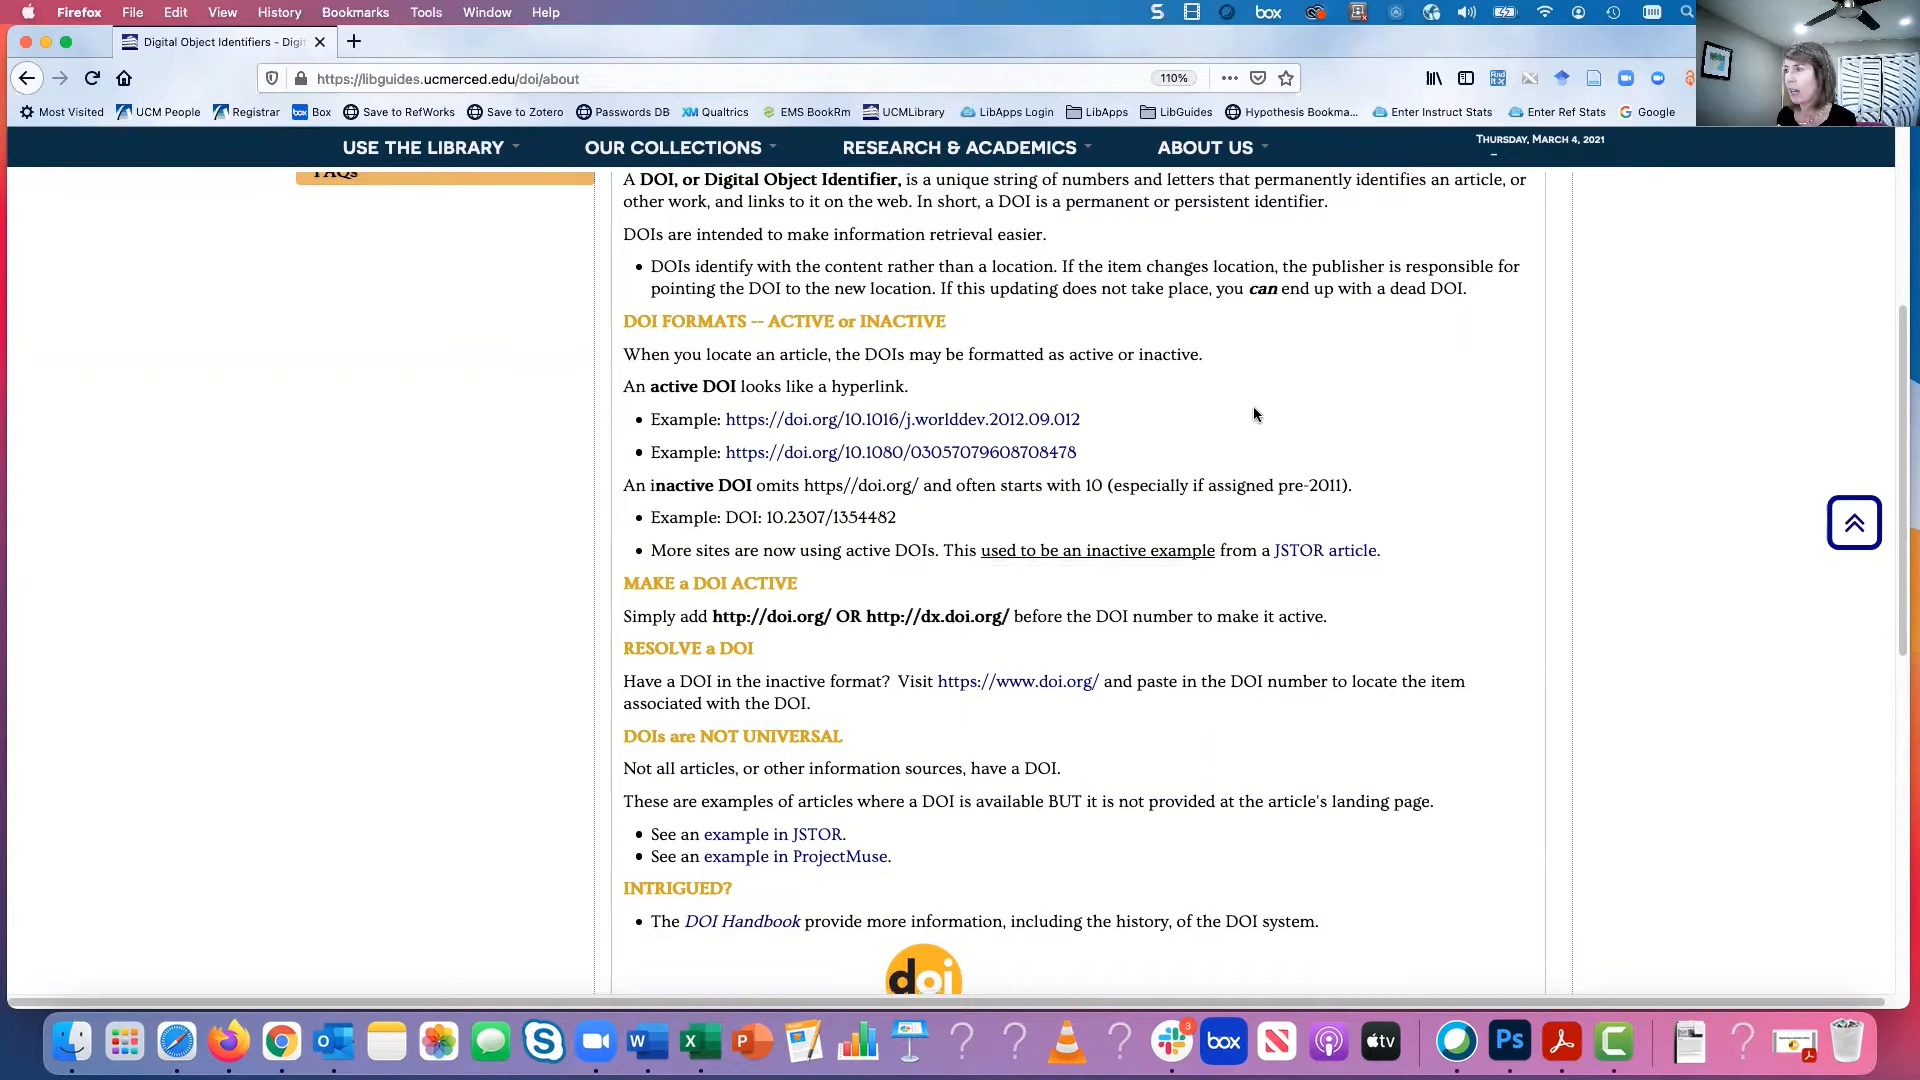 Firefox File Edit View History Bookmarks Tools Window Help
box
Digital Object Identifiers - Digi
https://libguides.ucmerced.edu/doi/about
110%
Most Visited UCM People Registrar Box Save to RefWorks Save to Zotero Passwords DB Qualtrics EMS BookRm UCMLibrary LibApps Login LibApps LibGuides Hypothesis Bookma... Enter Instruct Stats Enter Ref Stats Google
USE THE LIBRARY OUR COLLECTIONS RESEARCH & ACADEMICS ABOUT US
THURSDAY, MARCH 4, 2021
FAQs
A DOI, or Digital Object Identifier, is a unique string of numbers and letters that permanently identifies an article, or
other work, and links to it on the web. In short, a DOI is a permanent or persistent identifier.
DOIs are intended to make information retrieval easier.
• DOIs identify with the content rather than a location. If the item changes location, the publisher is responsible for
pointing the DOI to the new location. If this updating does not take place, you can end up with a dead DOI.
DOI FORMATS -- ACTIVE or INACTIVE
When you locate an article, the DOIs may be formatted as active or inactive.
An active DOI looks like a hyperlink.
• Example: https://doi.org/10.1016/j.worlddev.2012.09.012
• Example: https://doi.org/10.1080/03057079608708478
An inactive DOI omits https//doi.org/ and often starts with 10 (especially if assigned pre-2011).
• Example: DOI: 10.2307/1354482
• More sites are now using active DOIs. This used to be an inactive example from a JSTOR article.
MAKE a DOI ACTIVE
Simply add http://doi.org/ OR http://dx.doi.org/ before the DOI number to make it active.
RESOLVE a DOI
Have a DOI in the inactive format? Visit https://www.doi.org/ and paste in the DOI number to locate the item
associated with the DOI.
DOIs are NOT UNIVERSAL
Not all articles, or other information sources, have a DOI.
These are examples of articles where a DOI is available BUT it is not provided at the article's landing page.
• See an example in JSTOR.
• See an example in ProjectMuse.
INTRIGUED?
• The DOI Handbook provide more information, including the history, of the DOI system.
doi
box
tv
Ps